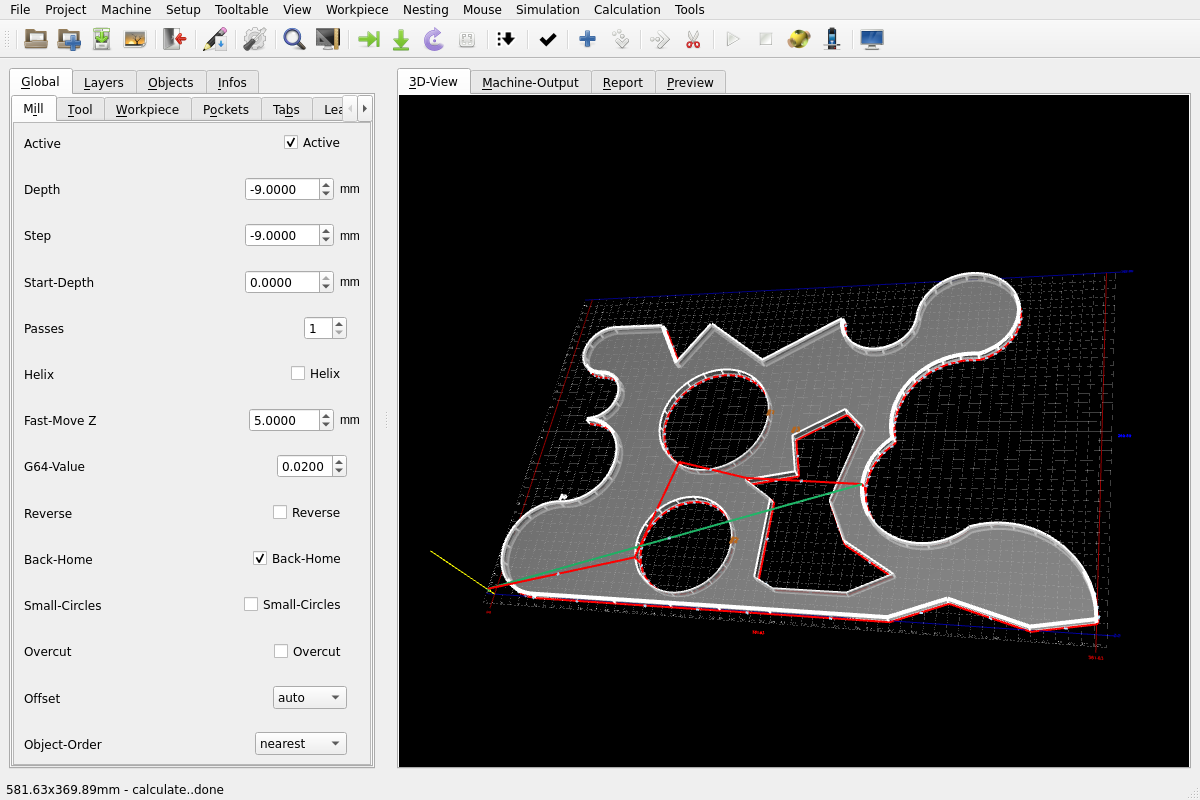 File Project Machine Setup Tooltable View Workpiece Nesting Mouse Simulation Calculation Tools
Global Layers Objects Infos
Mill Tool Workpiece Pockets Tabs Lea
Active Active
Depth -9.0000 mm
Step -9.0000 mm
Start-Depth 0.0000 mm
Passes 1
Helix Helix
Fast-Move Z 5.0000 mm
G64-Value 0.0200
Reverse Reverse
Back-Home Back-Home
Small-Circles Small-Circles
Overcut Overcut
Offset auto
Object-Order nearest
3D-View Machine-Output Report Preview
581.63x369.89mm - calculate..done